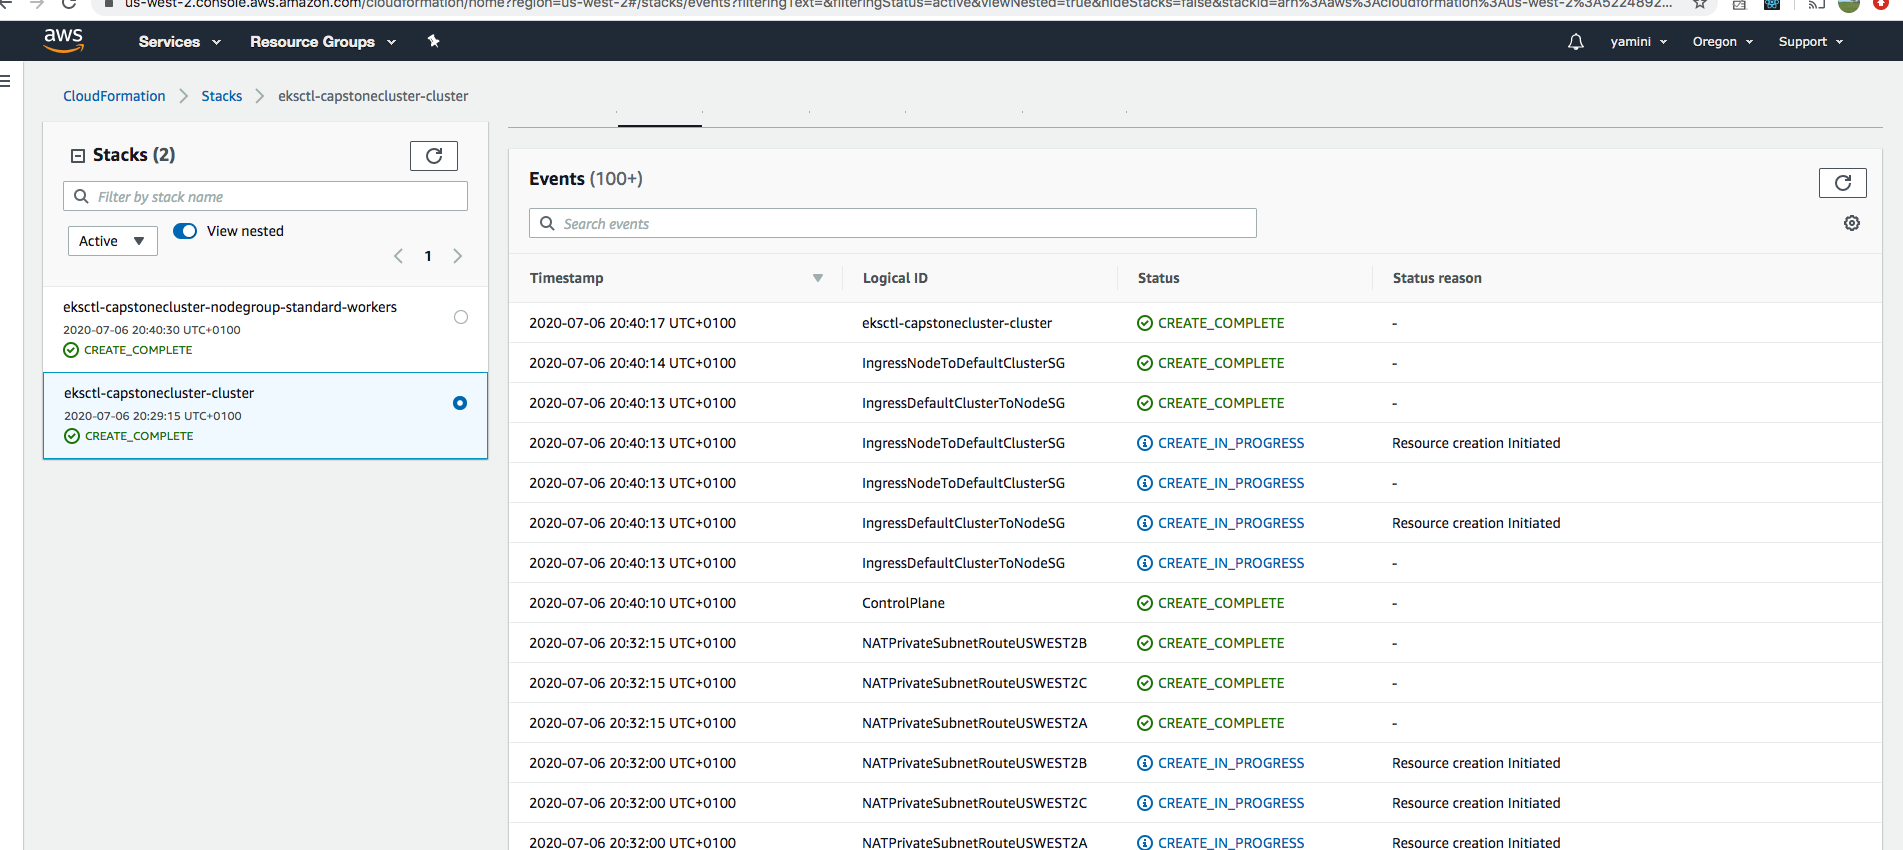 us-west-2.console.aws.amazon.com/cloudformation/home?region=us-west-2#/stacks/events?filteringText=&filteringStatus=active&viewNested=true&hideStacks=false&stackId=arn%3Aaws%3Acloudformation%3Aus-west-2%3A5224892...
aws Services Resource Groups yamini Oregon Support
CloudFormation Stacks eksctl-capstonecluster-cluster
Stacks (2)
Filter by stack name
Active View nested
1
eksctl-capstonecluster-nodegroup-standard-workers
2020-07-06 20:40:30 UTC+0100
CREATE_COMPLETE
eksctl-capstonecluster-cluster
2020-07-06 20:29:15 UTC+0100
CREATE_COMPLETE
Events (100+)
Search events
Timestamp Logical ID Status Status reason
2020-07-06 20:40:17 UTC+0100 eksctl-capstonecluster-cluster CREATE_COMPLETE -
2020-07-06 20:40:14 UTC+0100 IngressNodeToDefaultClusterSG CREATE_COMPLETE -
2020-07-06 20:40:13 UTC+0100 IngressDefaultClusterToNodeSG CREATE_COMPLETE -
2020-07-06 20:40:13 UTC+0100 IngressNodeToDefaultClusterSG CREATE_IN_PROGRESS Resource creation Initiated
2020-07-06 20:40:13 UTC+0100 IngressNodeToDefaultClusterSG CREATE_IN_PROGRESS -
2020-07-06 20:40:13 UTC+0100 IngressDefaultClusterToNodeSG CREATE_IN_PROGRESS Resource creation Initiated
2020-07-06 20:40:13 UTC+0100 IngressDefaultClusterToNodeSG CREATE_IN_PROGRESS -
2020-07-06 20:40:10 UTC+0100 ControlPlane CREATE_COMPLETE -
2020-07-06 20:32:15 UTC+0100 NATPrivateSubnetRouteUSWEST2B CREATE_COMPLETE -
2020-07-06 20:32:15 UTC+0100 NATPrivateSubnetRouteUSWEST2C CREATE_COMPLETE -
2020-07-06 20:32:15 UTC+0100 NATPrivateSubnetRouteUSWEST2A CREATE_COMPLETE -
2020-07-06 20:32:00 UTC+0100 NATPrivateSubnetRouteUSWEST2B CREATE_IN_PROGRESS Resource creation Initiated
2020-07-06 20:32:00 UTC+0100 NATPrivateSubnetRouteUSWEST2C CREATE_IN_PROGRESS Resource creation Initiated
2020-07-06 20:32:00 UTC+0100 NATPrivateSubnetRouteUSWEST2A CREATE_IN_PROGRESS Resource creation Initiated